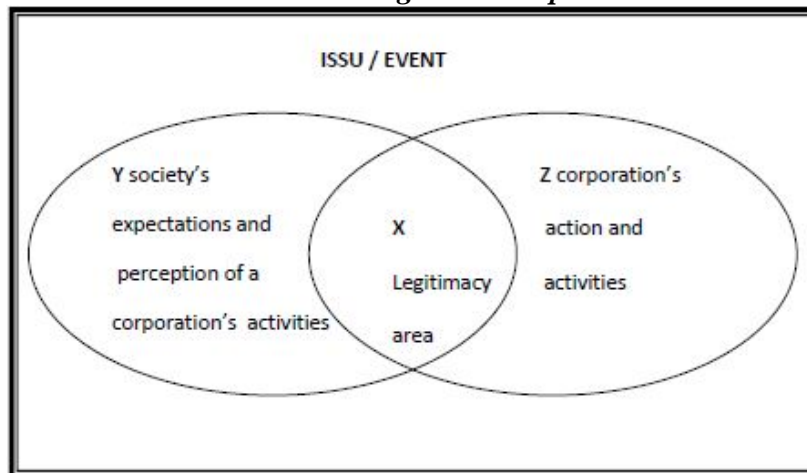 ISSU / EVENT
Y society's
expectations and
perception of a
corporation's activities
X
Legitimacy
area
Z corporation's
action and
activities